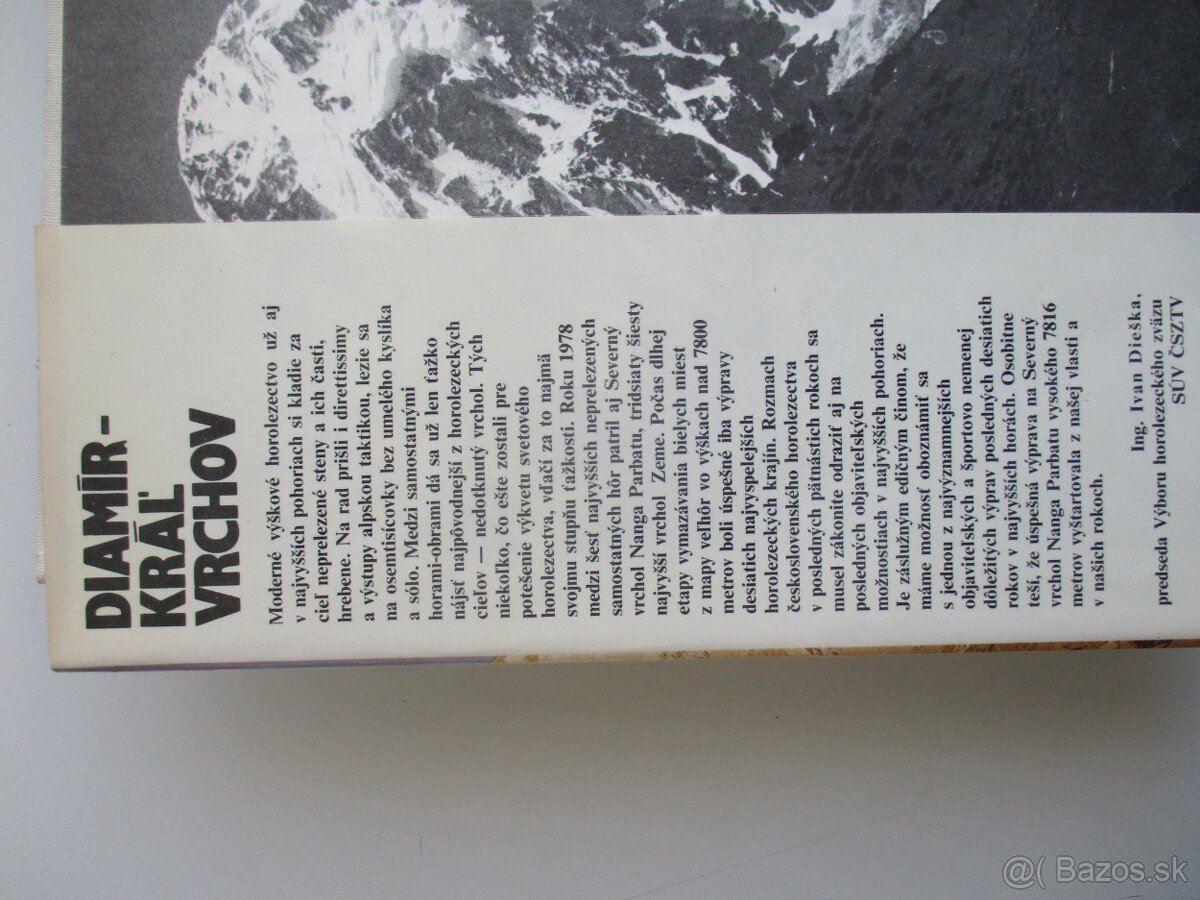 DIAMÍR–
KRÁĽ
VRCHOV
Moderné výškové horolezectvo už aj
v najvyšších pohoriach si kladie za
cieľ neprelezené steny a ich časti,
hrebene. Na rad prišli i direttissimy
a výstupy alpskou taktikou, lezie sa
na osemtisícovky bez umelého kyslíka
a sólo. Medzi samostatnými
horami-obrami dá sa už len ťažko
nájsť najpôvodnejší z horolezeckých
cieľov — nedotknutý vrchol. Tých
niekoľko, čo ešte zostali pre
potešenie výkvetu svetového
horolezectva, vďačí za to najmä
svojmu stupňu ťažkosti. Roku 1978
medzi šesť najvyšších neprelezených
samostatných hôr patril aj Severný
vrchol Nanga Parbatu, tridsiaty šiesty
najvyšší vrchol Zeme. Počas dlhej
etapy vymazávania bielych miest
z mapy veľhôr vo výškach nad 7800
metrov boli úspešné iba výpravy
desiatich najvyspelejších
horolezeckých krajín. Rozmach
československého horolezectva
v posledných pätnástich rokoch sa
musel zákonite odraziť aj na
posledných objaviteľských
možnostiach v najvyšších pohoriach.
Je záslužným edičným činom, že
máme možnosť oboznámiť sa
s jednou z najvýznamnejších
objaviteľských a športovo nemenej
dôležitých výprav posledných desiatich
rokov v najvyšších horách. Osobitne
teší, že úspešná výprava na Severný
vrchol Nanga Parbatu vysokého 7816
metrov vyštartovala z našej vlasti a
v našich rokoch.
Ing. Ivan Dieška,
predseda Výboru horolezeckého zväzu
SÚV ČSZTV
@( Bazos.sk